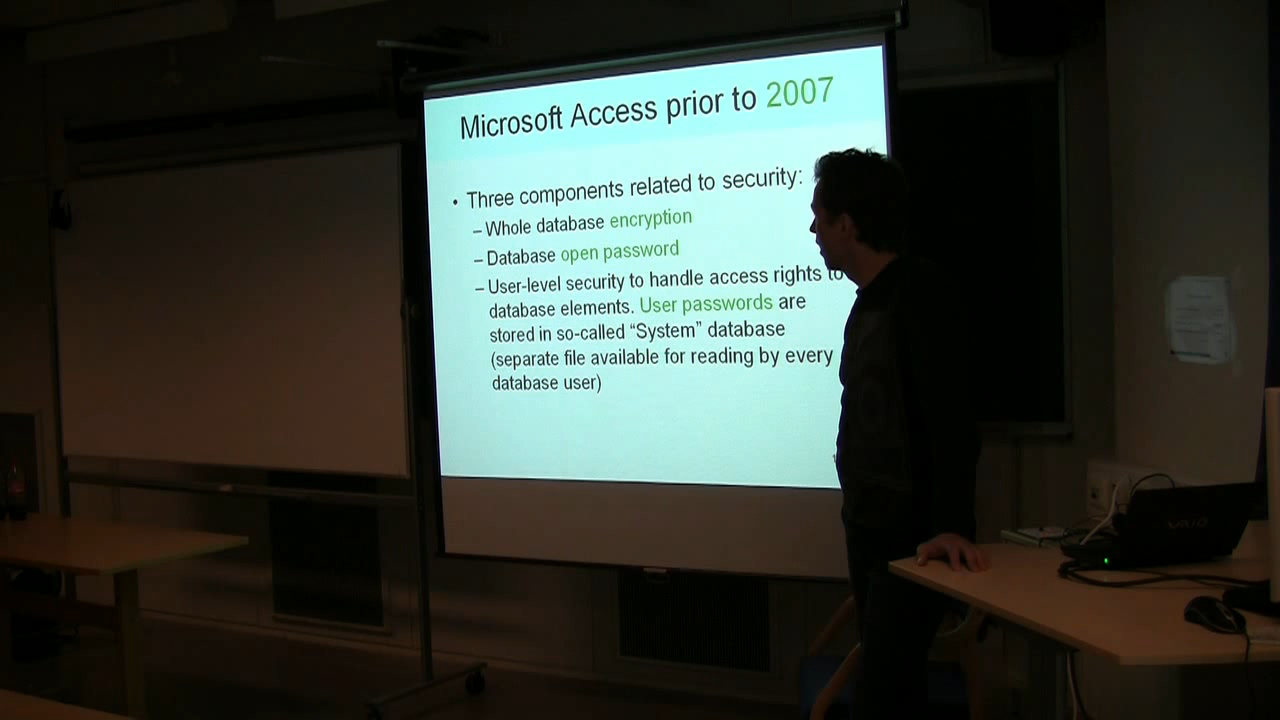 Microsoft Access prior to 2007
• Three components related to security:
– Whole database encryption
– Database open password
– User-level security to handle access rights to
database elements. User passwords are
stored in so-called “System” database
(separate file available for reading by every
database user)
VAIO